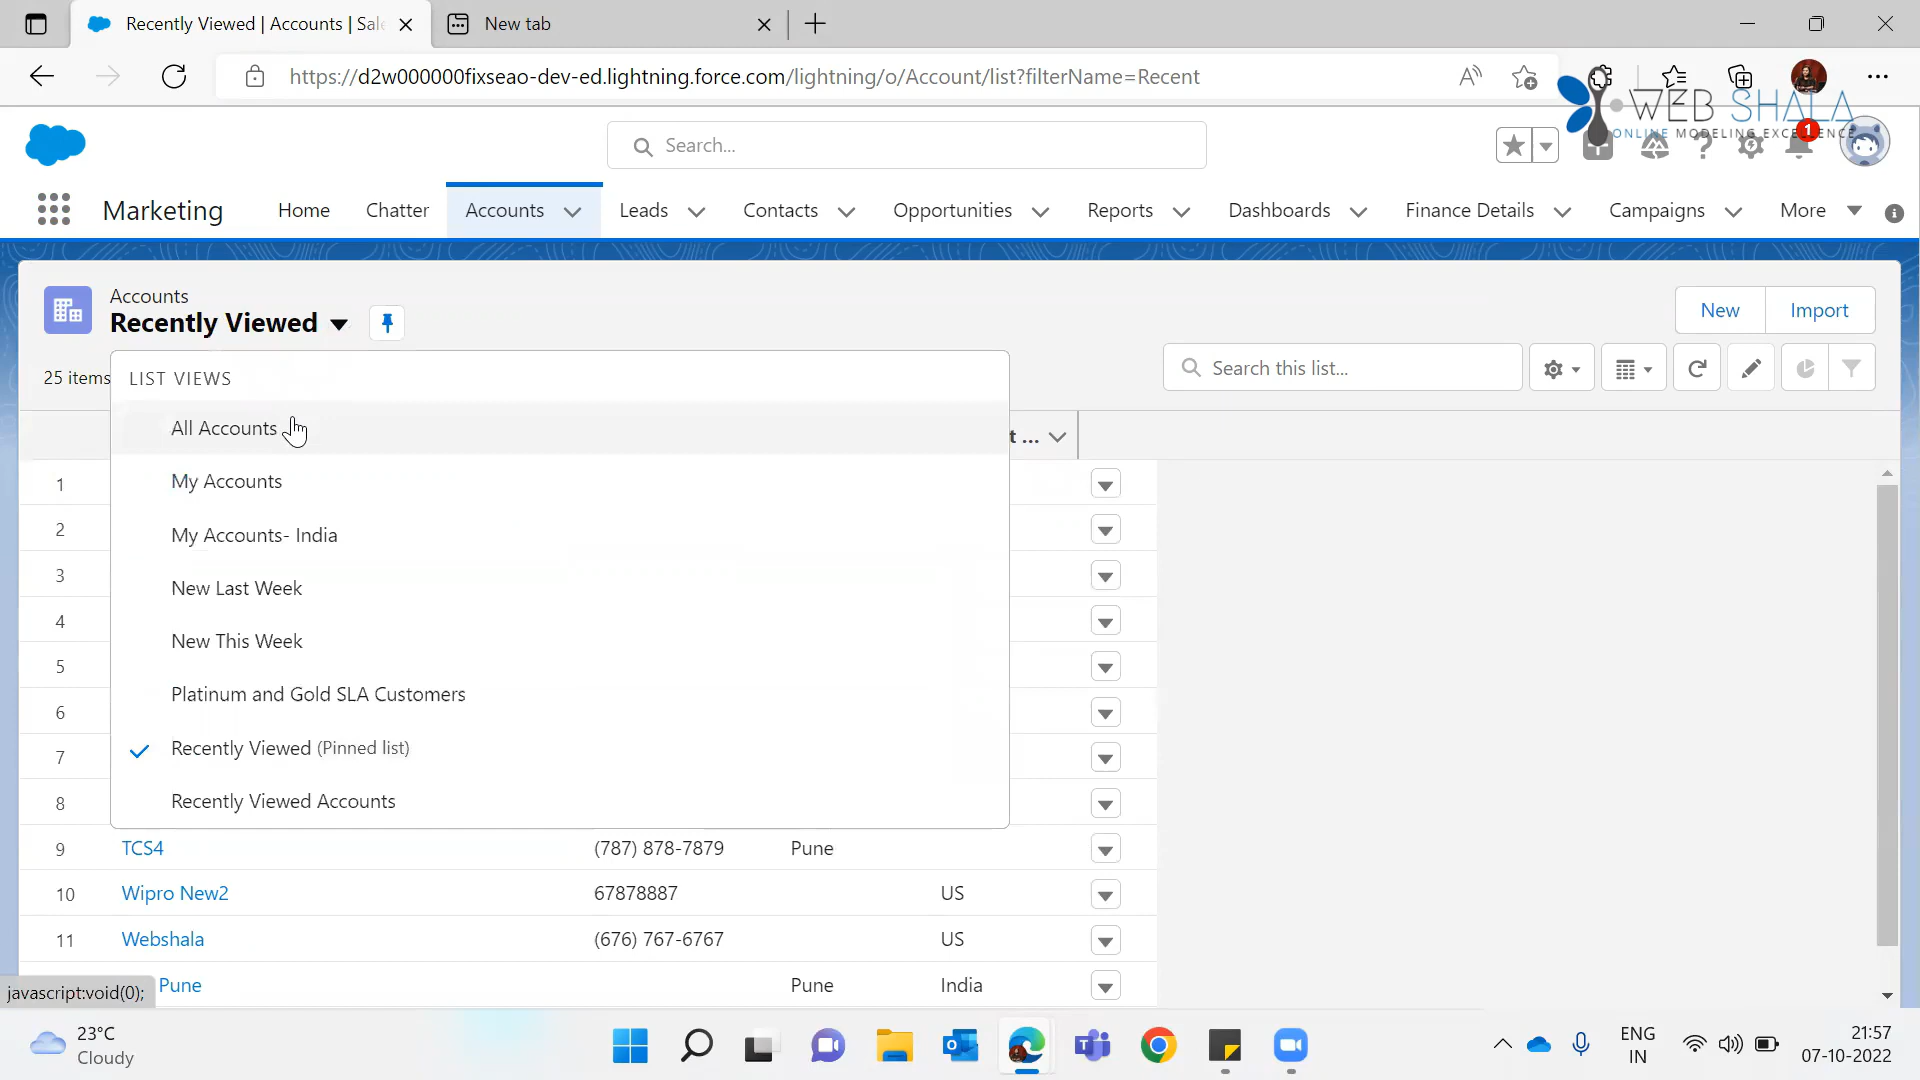 Recently Viewed | Accounts | Sale
New tab
https://d2w000000fixseao-dev-ed.lightning.force.com/lightning/o/Account/list?filterName=Recent
WEB SHALA
ONLINE MODELING EXCELLENCE
Search...
1
Marketing
Home
Chatter
Accounts
Leads
Contacts
Opportunities
Reports
Dashboards
Finance Details
Campaigns
More
Accounts
Recently Viewed
New
Import
25 items
Search this list...
LIST VIEWS
All Accounts
My Accounts
My Accounts- India
New Last Week
New This Week
Platinum and Gold SLA Customers
Recently Viewed (Pinned list)
Recently Viewed Accounts
t ...
1
2
3
4
5
6
7
8
9 TCS4 (787) 878-7879 Pune
10 Wipro New2 67878887 US
11 Webshala (676) 767-6767 US
Pune Pune India
javascript:void(0);
23°C
Cloudy
ENG
IN
21:57
07-10-2022